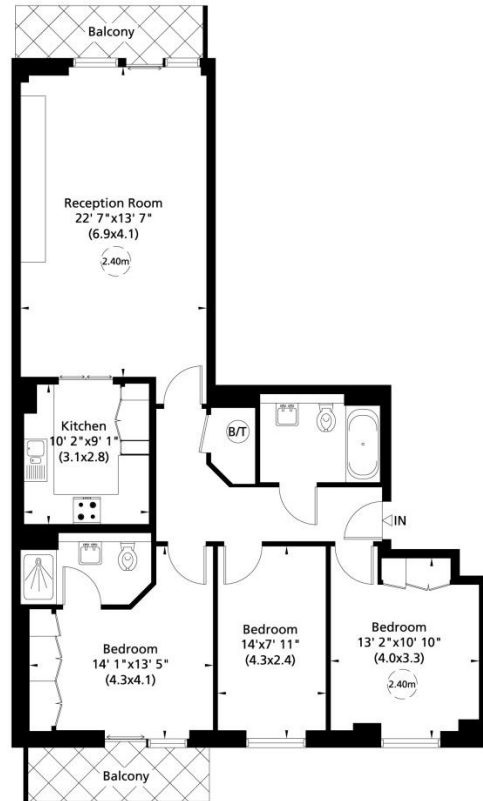 Balcony
Reception Room
22' 7"x13' 7"
(6.9x4.1)
2.40m
Kitchen
10' 2"x9' 1"
(3.1x2.8)
B/T
IN
Bedroom
14' 1"x13' 5"
(4.3x4.1)
Bedroom
14'x7' 11"
(4.3x2.4)
Bedroom
13' 2"x10' 10"
(4.0x3.3)
2.40m
Balcony